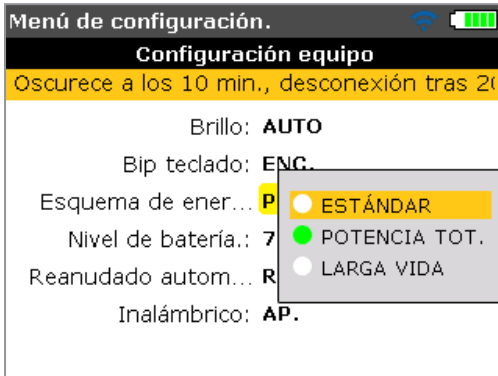 Menú de configuración.
Configuración equipo
Oscurece a los 10 min., desconexión tras 20
Brillo: AUTO
Bip teclado: ENC.
Esquema de ener... P
ESTÁNDAR
Nivel de batería.: 7
POTENCIA TOT.
Reanudado autom... R
LARGA VIDA
Inalámbrico: AP.